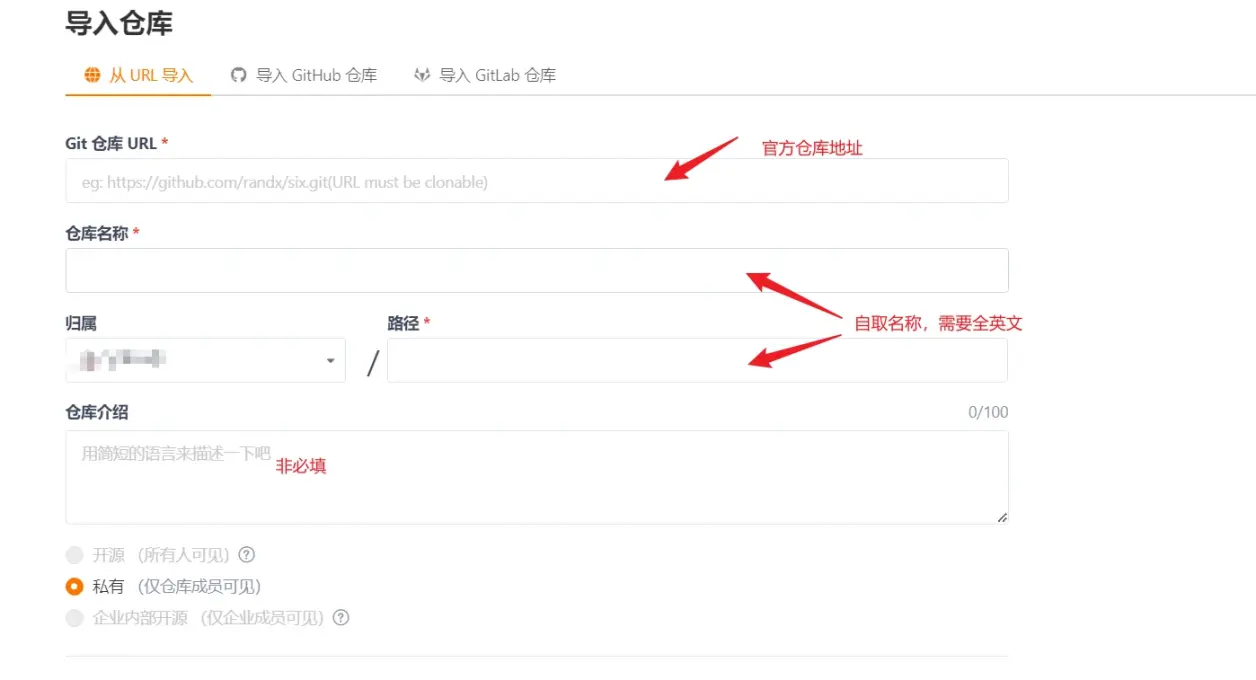 导入仓库
从 URL 导入 导入 GitHub 仓库 导入 GitLab 仓库
Git 仓库 URL *
官方仓库地址
eg: https://github.com/randx/six.git(URL must be clonable)
仓库名称 *
归属 路径 *
自取名称，需要全英文
/
仓库介绍 0/100
用简短的语言来描述一下吧
非必填
开源 (所有人可见) ?
私有 (仅仓库成员可见)
企业内部开源 (仅企业成员可见) ?